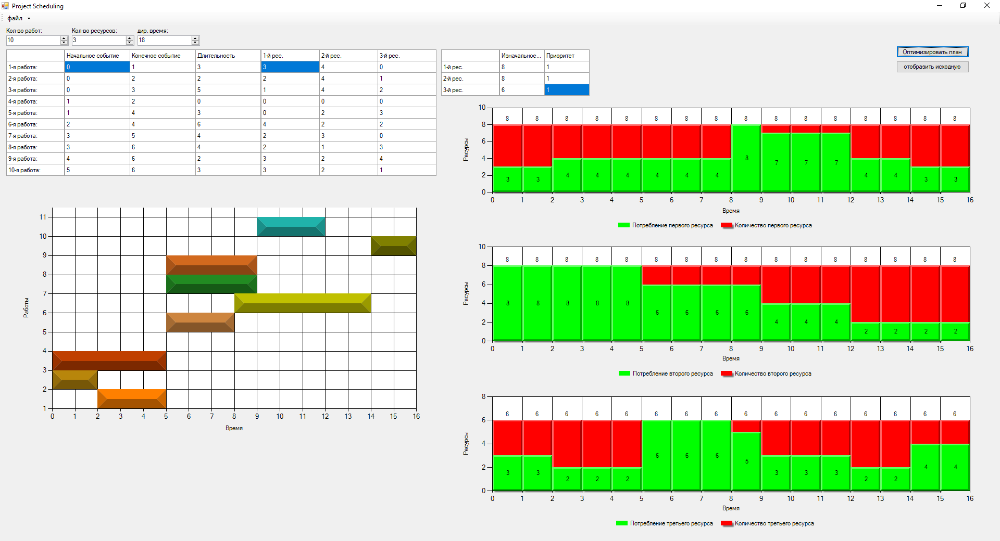 Project Scheduling
файл
Кол-во работ: Кол-во ресурсов: дир. время:
10 3 18
Начальное событие Конечное событие Длительность 1-й рес. 2-й рес. 3-й рес.
1-я работа: 0 1 3 3 4 0
2-я работа: 0 2 2 2 4 1
3-я работа: 0 3 5 1 4 2
4-я работа: 1 2 0 0 0 0
5-я работа: 1 4 3 0 2 3
6-я работа: 2 4 6 4 2 2
7-я работа: 3 5 4 2 3 0
8-я работа: 3 6 4 2 1 3
9-я работа: 4 6 2 3 2 4
10-я работа: 5 6 3 3 2 1
Изначальное... Приоритет
1-й рес. 8 1
2-й рес. 8 1
3-й рес. 6 1
Оптимизировать план
отобразить исходную
11
10
9
8
7
6
5
4
3
2
1
Работы
0 1 2 3 4 5 6 7 8 9 10 11 12 13 14 15 16
Время
10
8
6
4
2
0
Ресурсы
8 8 8 8 8 8 8 8 8 8 8 8 8 8 8 8
3 3 4 4 4 4 4 4 8 7 7 7 4 4 3 3
0 1 2 3 4 5 6 7 8 9 10 11 12 13 14 15 16
Время
Потребление первого ресурса Количество первого ресурса
10
8
6
4
2
0
Ресурсы
8 8 8 8 8 8 8 8 8 8 8 8 8 8 8 8
8 8 8 8 8 6 6 6 6 4 4 4 2 2 2 2
0 1 2 3 4 5 6 7 8 9 10 11 12 13 14 15 16
Время
Потребление второго ресурса Количество второго ресурса
8
6
4
2
0
Ресурсы
6 6 6 6 6 6 6 6 6 6 6 6 6 6 6 6
3 3 2 2 2 6 6 6 5 3 3 3 2 2 4 4
0 1 2 3 4 5 6 7 8 9 10 11 12 13 14 15 16
Время
Потребление третьего ресурса Количество третьего ресурса